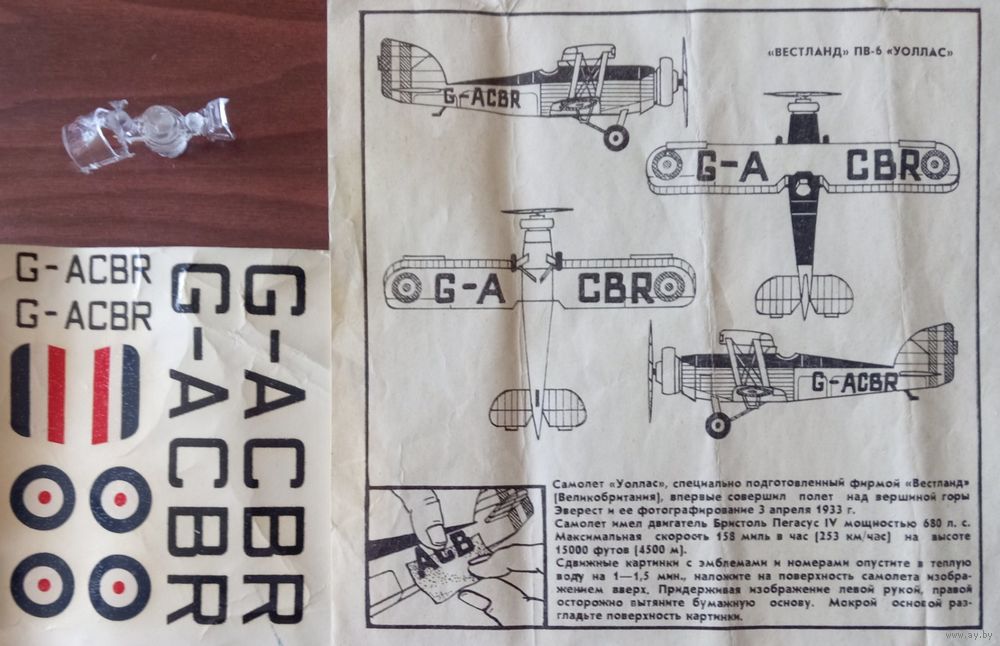 «ВЕСТЛАНД» ПВ-6 «УОЛЛАС»
G-ACBR
G-A CBR
G-A CBR
G-ACBR
G-ACBR
G-ACBR
G-ACBR
G-ACBR
ACB
Самолет «Уоллас», специально подготовленный фирмой «Вестланд»
(Великобритания), впервые совершил полет над вершиной горы
Эверест и ее фотографирование 3 апреля 1933 г.
Самолет имел двигатель Бристоль Пегасус IV мощностью 680 л. с.
Максимальная скорость 158 миль в час (253 км/час) на высоте
15000 футов (4500 м).
Сдвижные картинки с эмблемами и номерами опустите в теплую
воду на 1—1,5 мин., наложите на поверхность самолета изобра-
жением вверх. Придерживая изображение левой рукой, правой
осторожно вытяните бумажную основу. Мокрой основой раз-
гладьте поверхность картинки.
www.ay.by